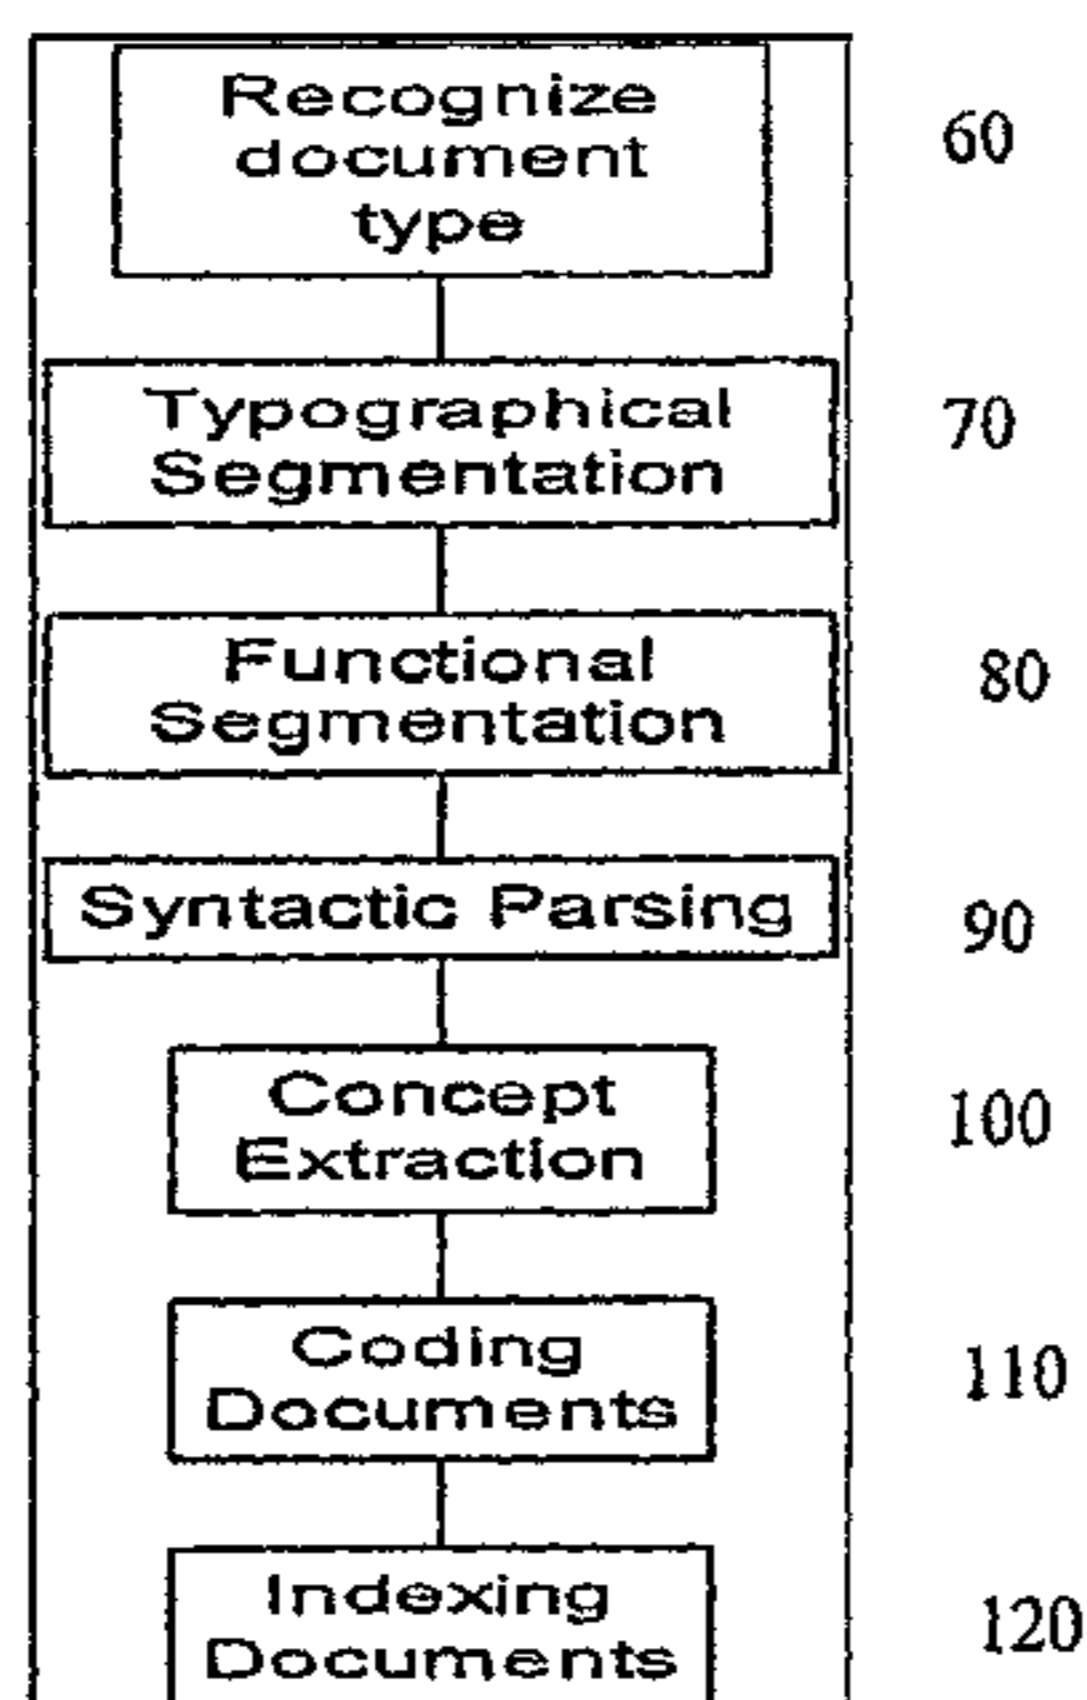 Recognize
document
type
60
Typographical
Segmentation
70
Functional
Segmentation
80
Syntactic Parsing
90
Concept
Extraction
100
Coding
Documents
110
Indexing
Documents
120